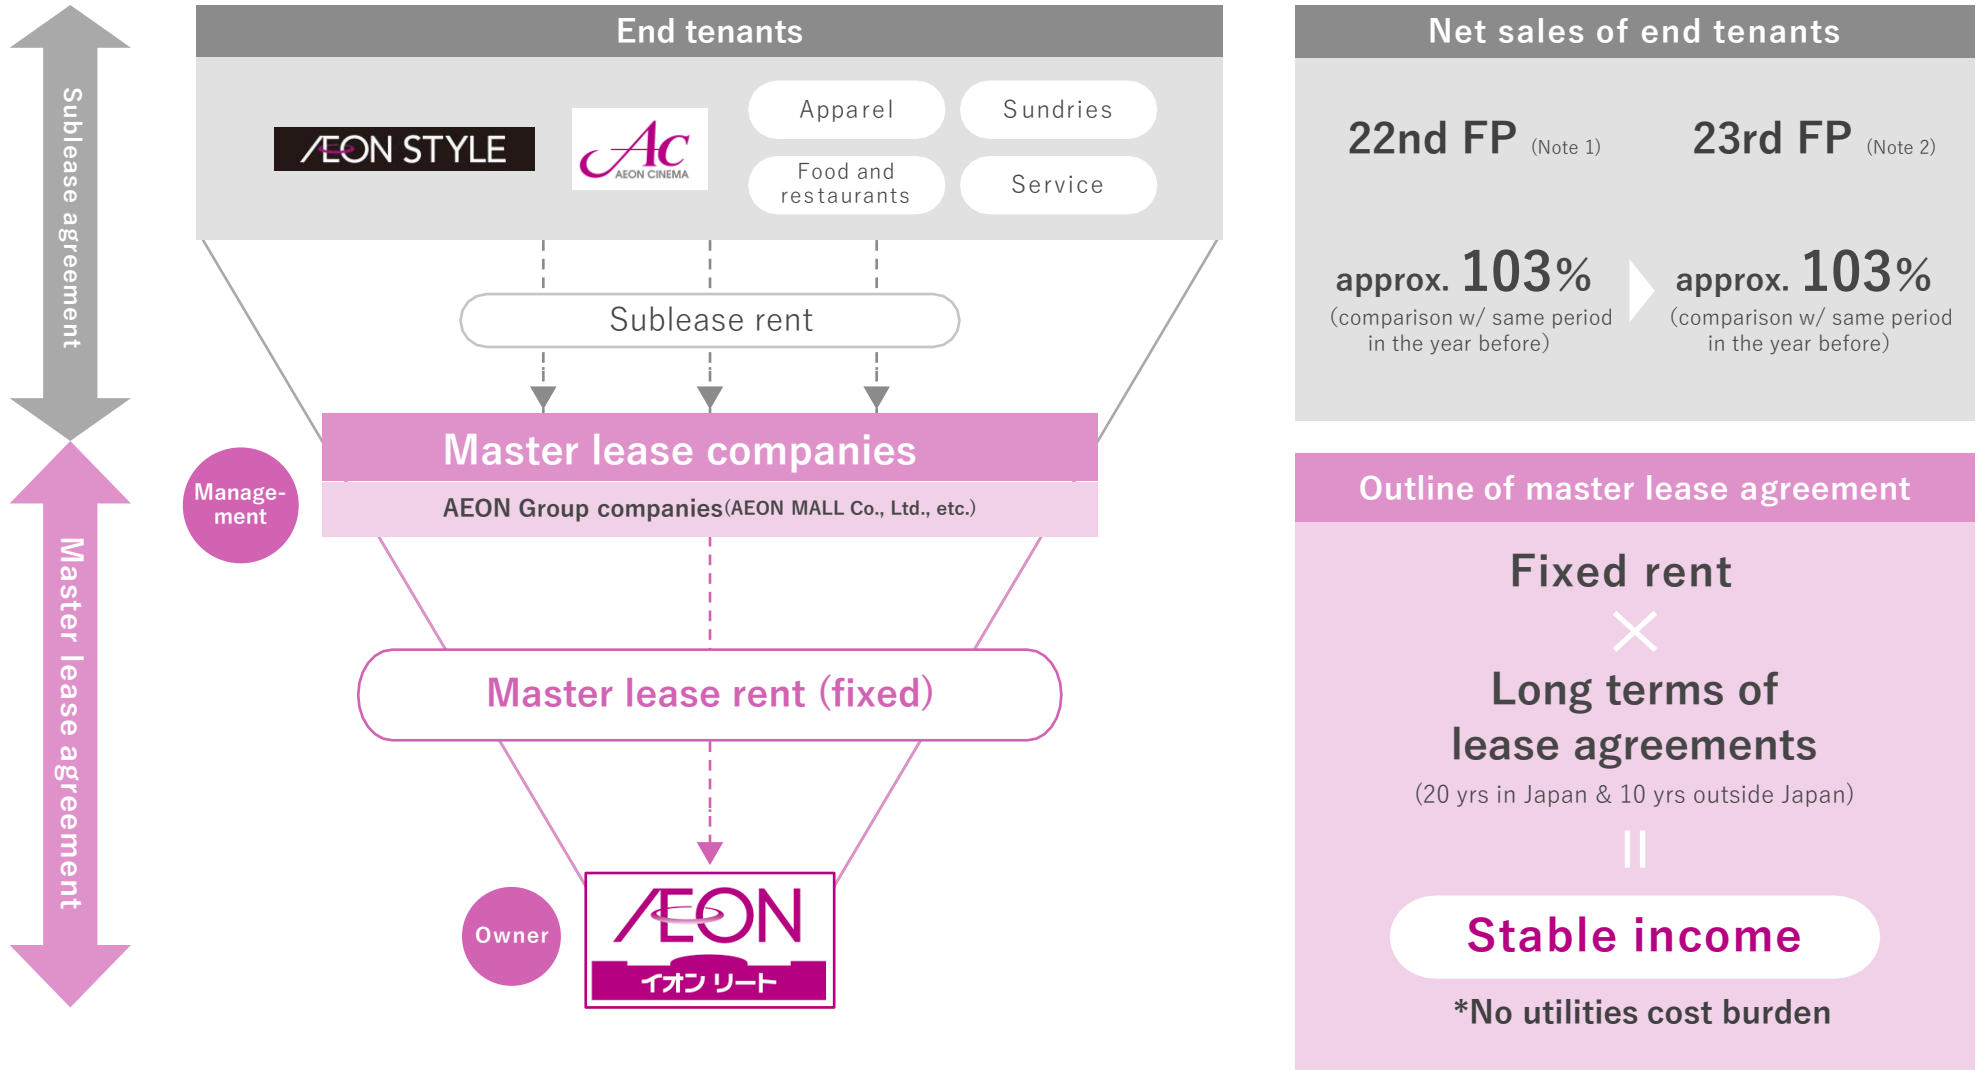 Sublease agreement
Master lease agreement
End tenants
ÆON STYLE
AC
AEON CINEMA
Apparel
Sundries
Food and
restaurants
Service
Sublease rent
Master lease companies
AEON Group companies(AEON MALL Co., Ltd., etc.)
Manage-
ment
Master lease rent (fixed)
Owner
ÆON
イオン リート
Net sales of end tenants
22nd FP (Note 1)
23rd FP (Note 2)
approx. 103%
(comparison w/ same period
in the year before)
approx. 103%
(comparison w/ same period
in the year before)
Outline of master lease agreement
Fixed rent
×
Long terms of
lease agreements
(20 yrs in Japan & 10 yrs outside Japan)
=
Stable income
*No utilities cost burden